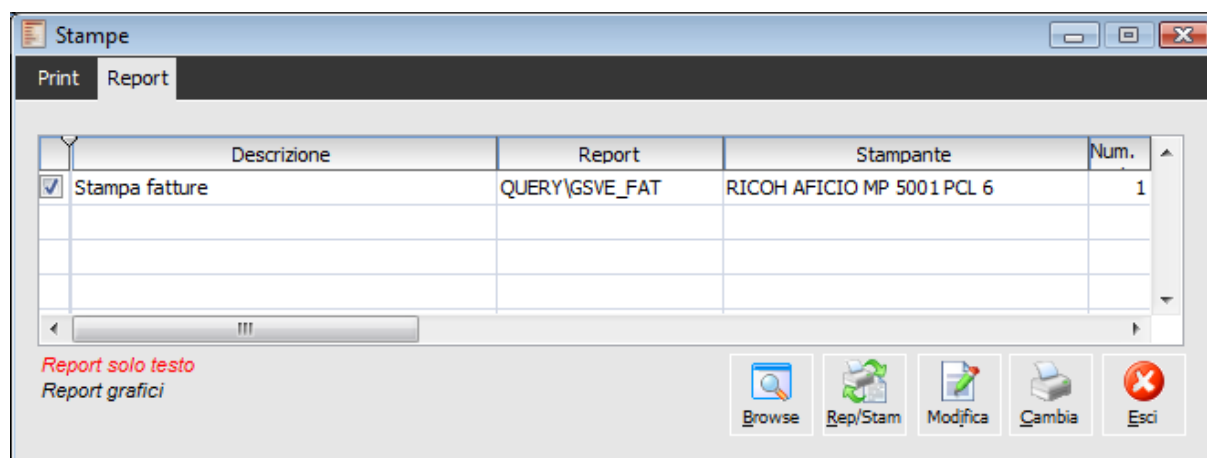 Stampe
Print Report
Descrizione Report Stampante Num.
Stampa fatture QUERY\GSVE_FAT RICOH AFICIO MP 5001 PCL 6 1
Report solo testo
Report grafici
Browse Rep/Stam Modifica Cambia Esci